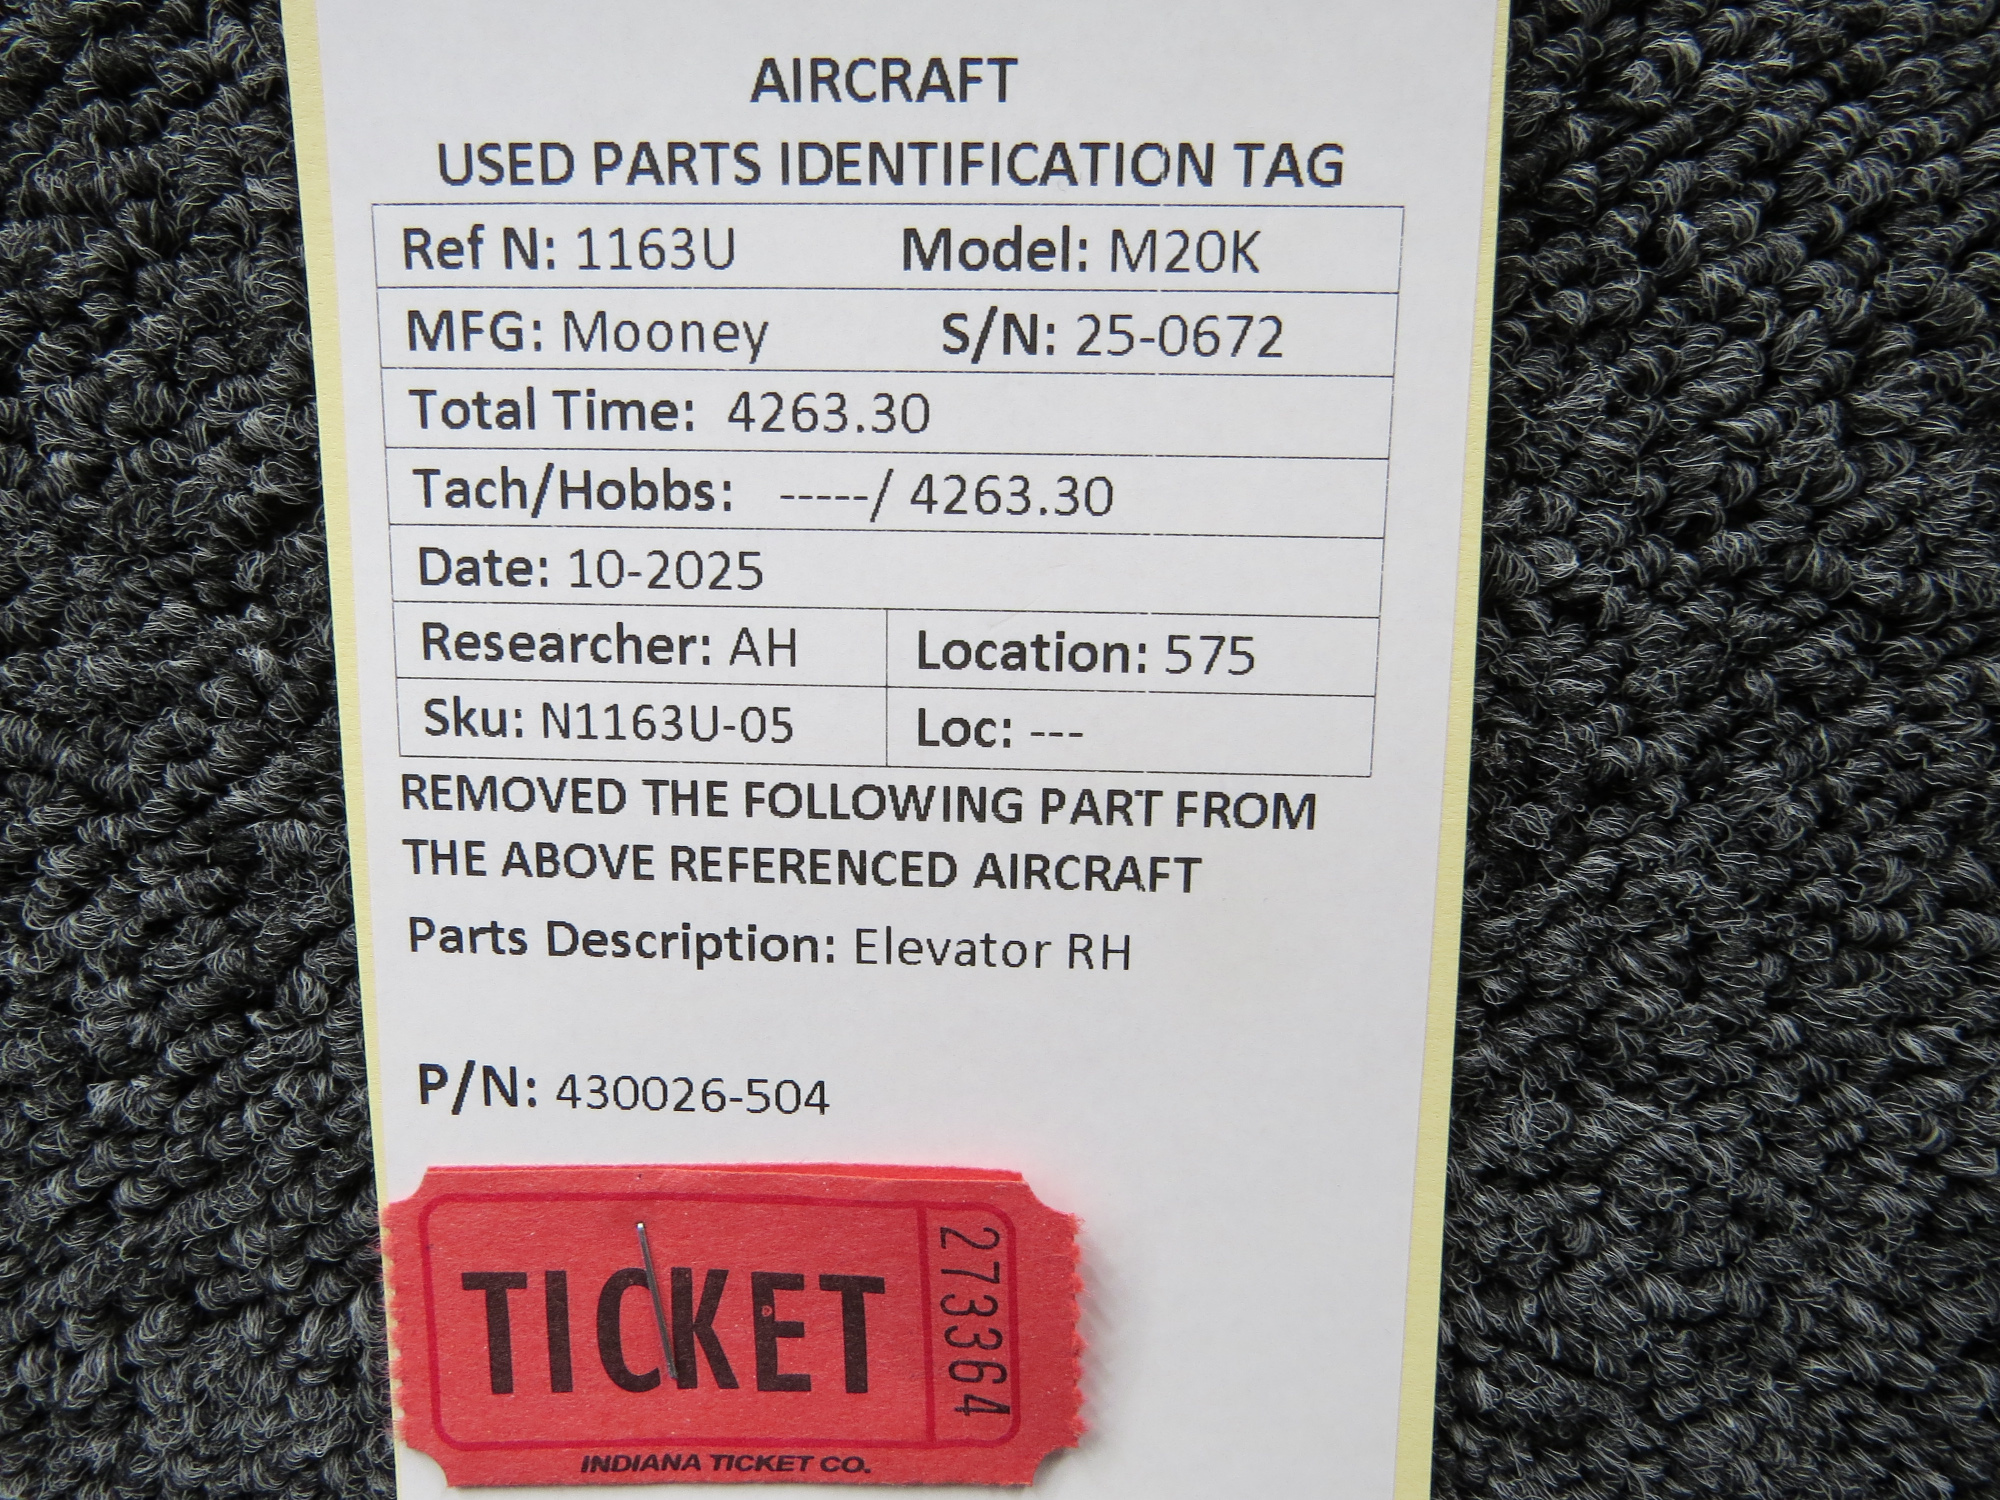 AIRCRAFT
USED PARTS IDENTIFICATION TAG
Ref N: 1163U Model: M20K
MFG: Mooney S/N: 25-0672
Total Time: 4263.30
Tach/Hobbs: -----/ 4263.30
Date: 10-2025
Researcher: AH Location: 575
Sku: N1163U-05 Loc: ---
REMOVED THE FOLLOWING PART FROM
THE ABOVE REFERENCED AIRCRAFT
Parts Description: Elevator RH
P/N: 430026-504
TICKET
273364
INDIANA TICKET CO.